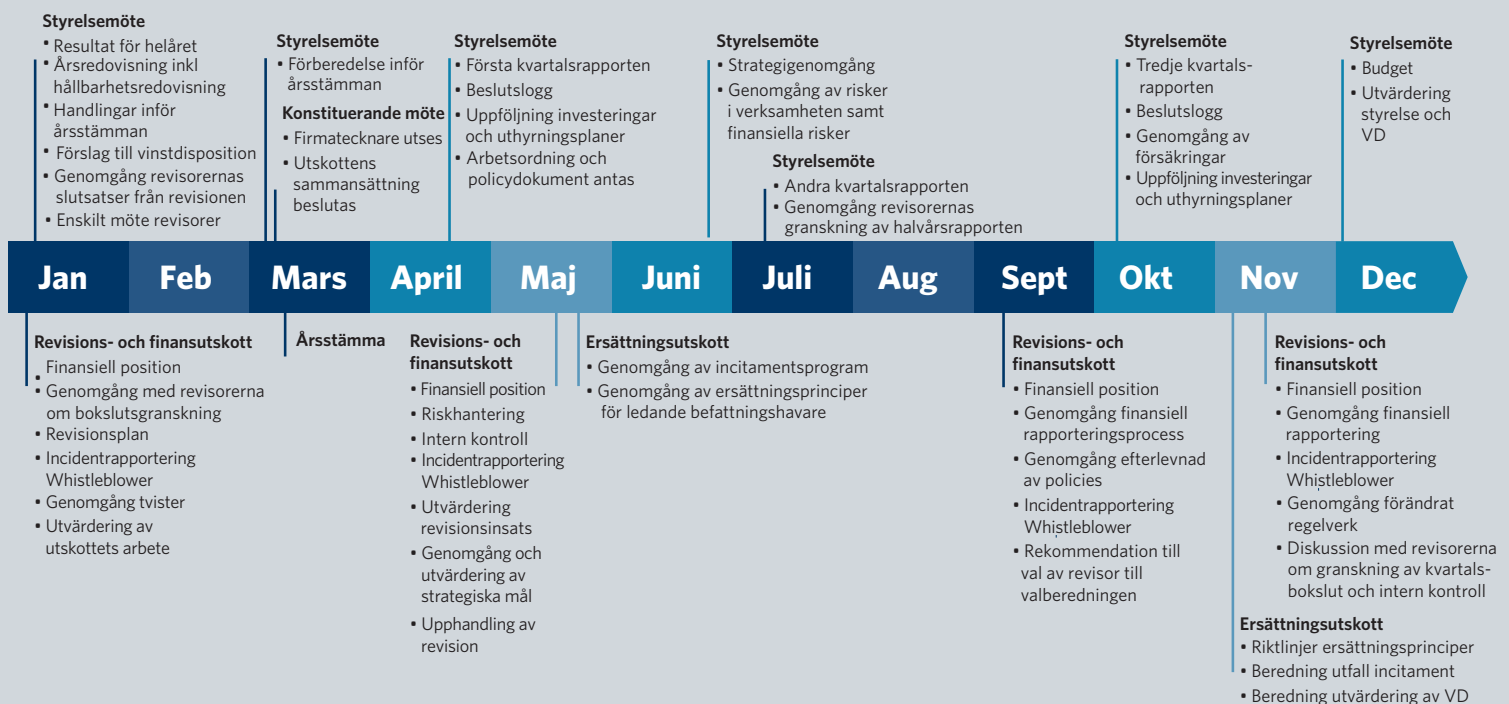 Styrelsemöte
• Resultat för helåret
• Årsredovisning inkl
hållbarhetsredovisning
• Handlingar inför
årsstämman
• Förslag till vinstdisposition
• Genomgång revisorernas
slutsatser från revisionen
• Enskilt möte revisorer
Styrelsemöte
• Förberedelse inför
årsstämman
Konstituerande möte
• Firmatecknare utses
• Utskottens
sammansättning
beslutas
Styrelsemöte
• Första kvartalsrapporten
• Beslutslogg
• Uppföljning investeringar
och uthyrningsplaner
• Arbetsordning och
policydokument antas
Styrelsemöte
• Strategigenomgång
• Genomgång av risker
i verksamheten samt
finansiella risker
Styrelsemöte
• Andra kvartalsrapporten
• Genomgång revisorernas
granskning av halvårsrapporten
Styrelsemöte
• Tredje kvartals-
rapporten
• Beslutslogg
• Genomgång av
försäkringar
• Uppföljning investeringar
och uthyrningsplaner
Styrelsemöte
• Budget
• Utvärdering
styrelse och
VD
Jan Feb Mars April Maj Juni Juli Aug Sept Okt Nov Dec
Revisions- och finansutskott
• Finansiell position
• Genomgång med revisorerna
om bokslutsgranskning
• Revisionsplan
• Incidentrapportering
Whistleblower
• Genomgång tvister
• Utvärdering av
utskottets arbete
Årsstämma
Revisions- och
finansutskott
• Finansiell position
• Riskhantering
• Intern kontroll
• Incidentrapportering
Whistleblower
• Utvärdering
revisionsinsats
• Genomgång och
utvärdering av
strategiska mål
• Upphandling av
revision
Ersättningsutskott
• Genomgång av incitamentsprogram
• Genomgång av ersättningsprinciper
för ledande befattningshavare
Revisions- och
finansutskott
• Finansiell position
• Genomgång finansiell
rapporteringsprocess
• Genomgång efterlevnad
av policies
• Incidentrapportering
Whistleblower
• Rekommendation till
val av revisor till
valberedningen
Revisions- och
finansutskott
• Finansiell position
• Genomgång finansiell
rapportering
• Incidentrapportering
Whistleblower
• Genomgång förändrat
regelverk
• Diskussion med revisorerna
om granskning av kvartals-
bokslut och intern kontroll
Ersättningsutskott
• Riktlinjer ersättningsprinciper
• Beredning utfall incitament
• Beredning utvärdering av VD